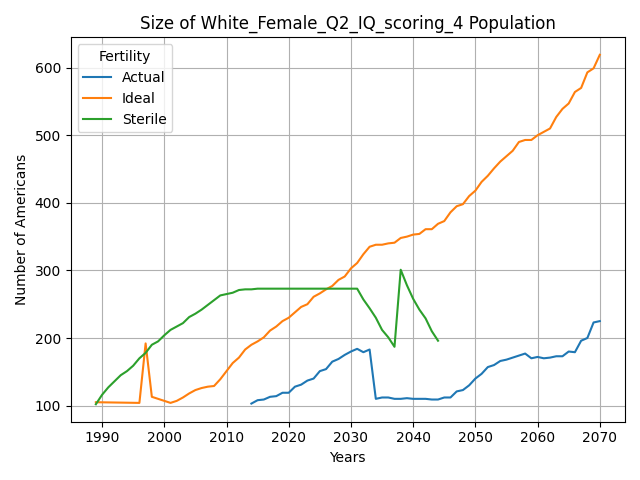 Size of White_Female_Q2_IQ_scoring_4 Population
Fertility
Actual
Ideal
Sterile
Number of Americans
600
500
400
300
200
100
1990 2000 2010 2020 2030 2040 2050 2060 2070
Years